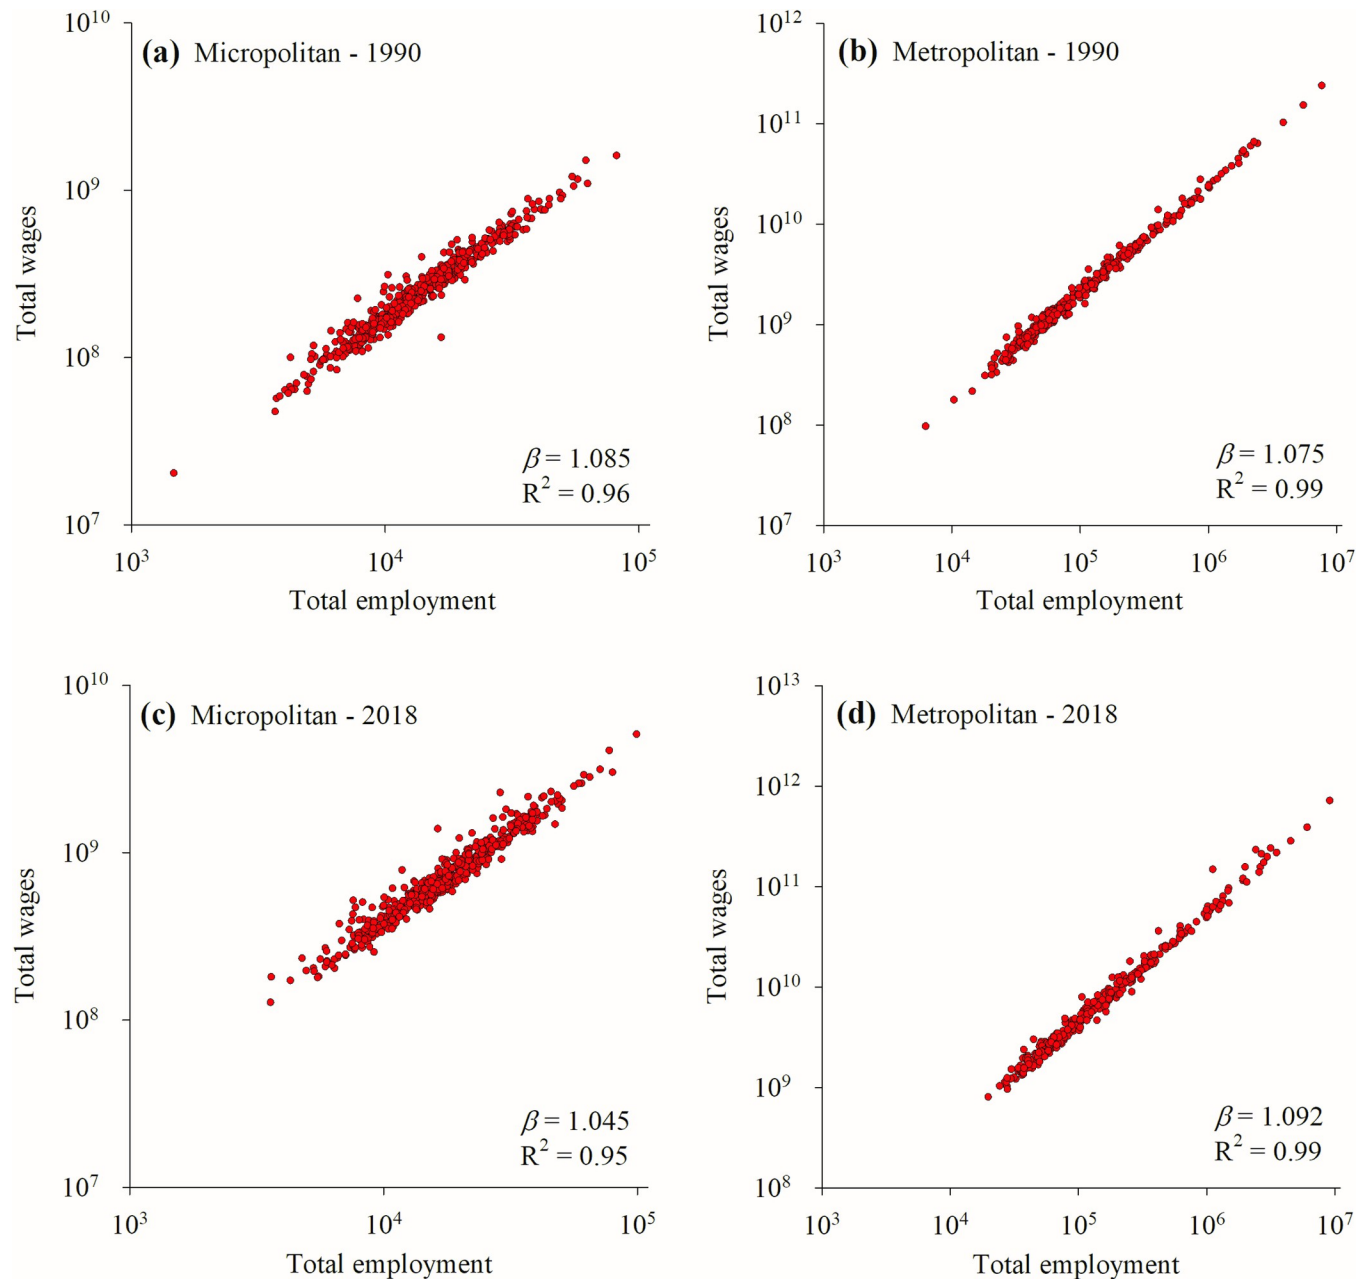 (a) Micropolitan - 1990
10^10
10^9
10^8
10^7
Total wages
β = 1.085
R^2 = 0.96
10^3 10^4 10^5
Total employment
(b) Metropolitan - 1990
10^12
10^11
10^10
10^9
10^8
10^7
Total wages
β = 1.075
R^2 = 0.99
10^3 10^4 10^5 10^6 10^7
Total employment
(c) Micropolitan - 2018
10^10
10^9
10^8
10^7
Total wages
β = 1.045
R^2 = 0.95
10^3 10^4 10^5
Total employment
(d) Metropolitan - 2018
10^13
10^12
10^11
10^10
10^9
10^8
Total wages
β = 1.092
R^2 = 0.99
10^3 10^4 10^5 10^6 10^7
Total employment